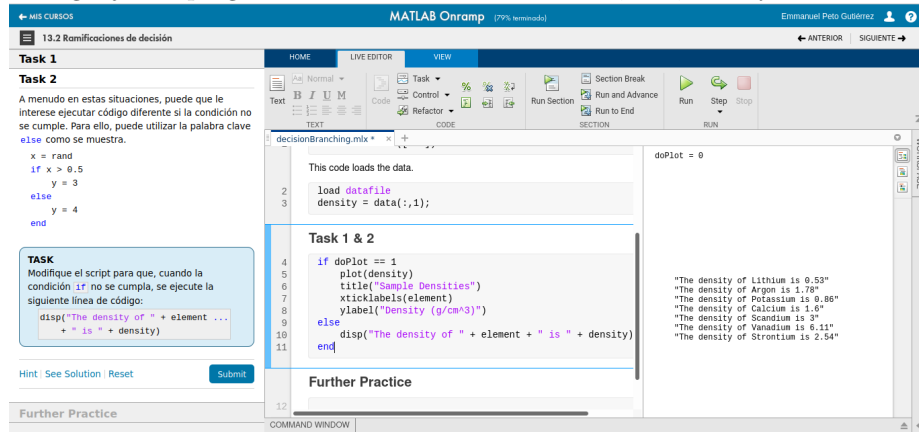 MIS CURSOS
MATLAB Onramp (79% terminado)
Emmanuel Peto Gutiérrez
13.2 Ramificaciones de decisión
ANTERIOR
SIGUIENTE
Task 1
Task 2
A menudo en estas situaciones, puede que le
interese ejecutar código diferente si la condición no
se cumple. Para ello, puede utilizar la palabra clave
else como se muestra.
x = rand
if x > 0.5
y = 3
else
y = 4
end
TASK
Modifique el script para que, cuando la
condición if no se cumpla, se ejecute la
siguiente línea de código:
disp("The density of " + element ...
+ " is " + density)
Hint | See Solution | Reset
Submit
Further Practice
HOME
LIVE EDITOR
VIEW
Text
Aa Normal
B I U M
TEXT
Code
Task
Control
Refactor
CODE
Run Section
Section Break
Run and Advance
Run to End
SECTION
Run
Step
Stop
RUN
decisionBranching.mlx * × +
This code loads the data.
2 load datafile
3 density = data(:,1);
Task 1 & 2
4 if doPlot == 1
5 plot(density)
6 title("Sample Densities")
7 xticklabels(element)
8 ylabel("Density (g/cm^3)")
9 else
10 disp("The density of " + element + " is " + density)
11 end
Further Practice
12
COMMAND WINDOW
doPlot = 0
"The density of Lithium is 0.53"
"The density of Argon is 1.78"
"The density of Potassium is 0.86"
"The density of Calcium is 1.6"
"The density of Scandium is 3"
"The density of Vanadium is 6.11"
"The density of Strontium is 2.54"